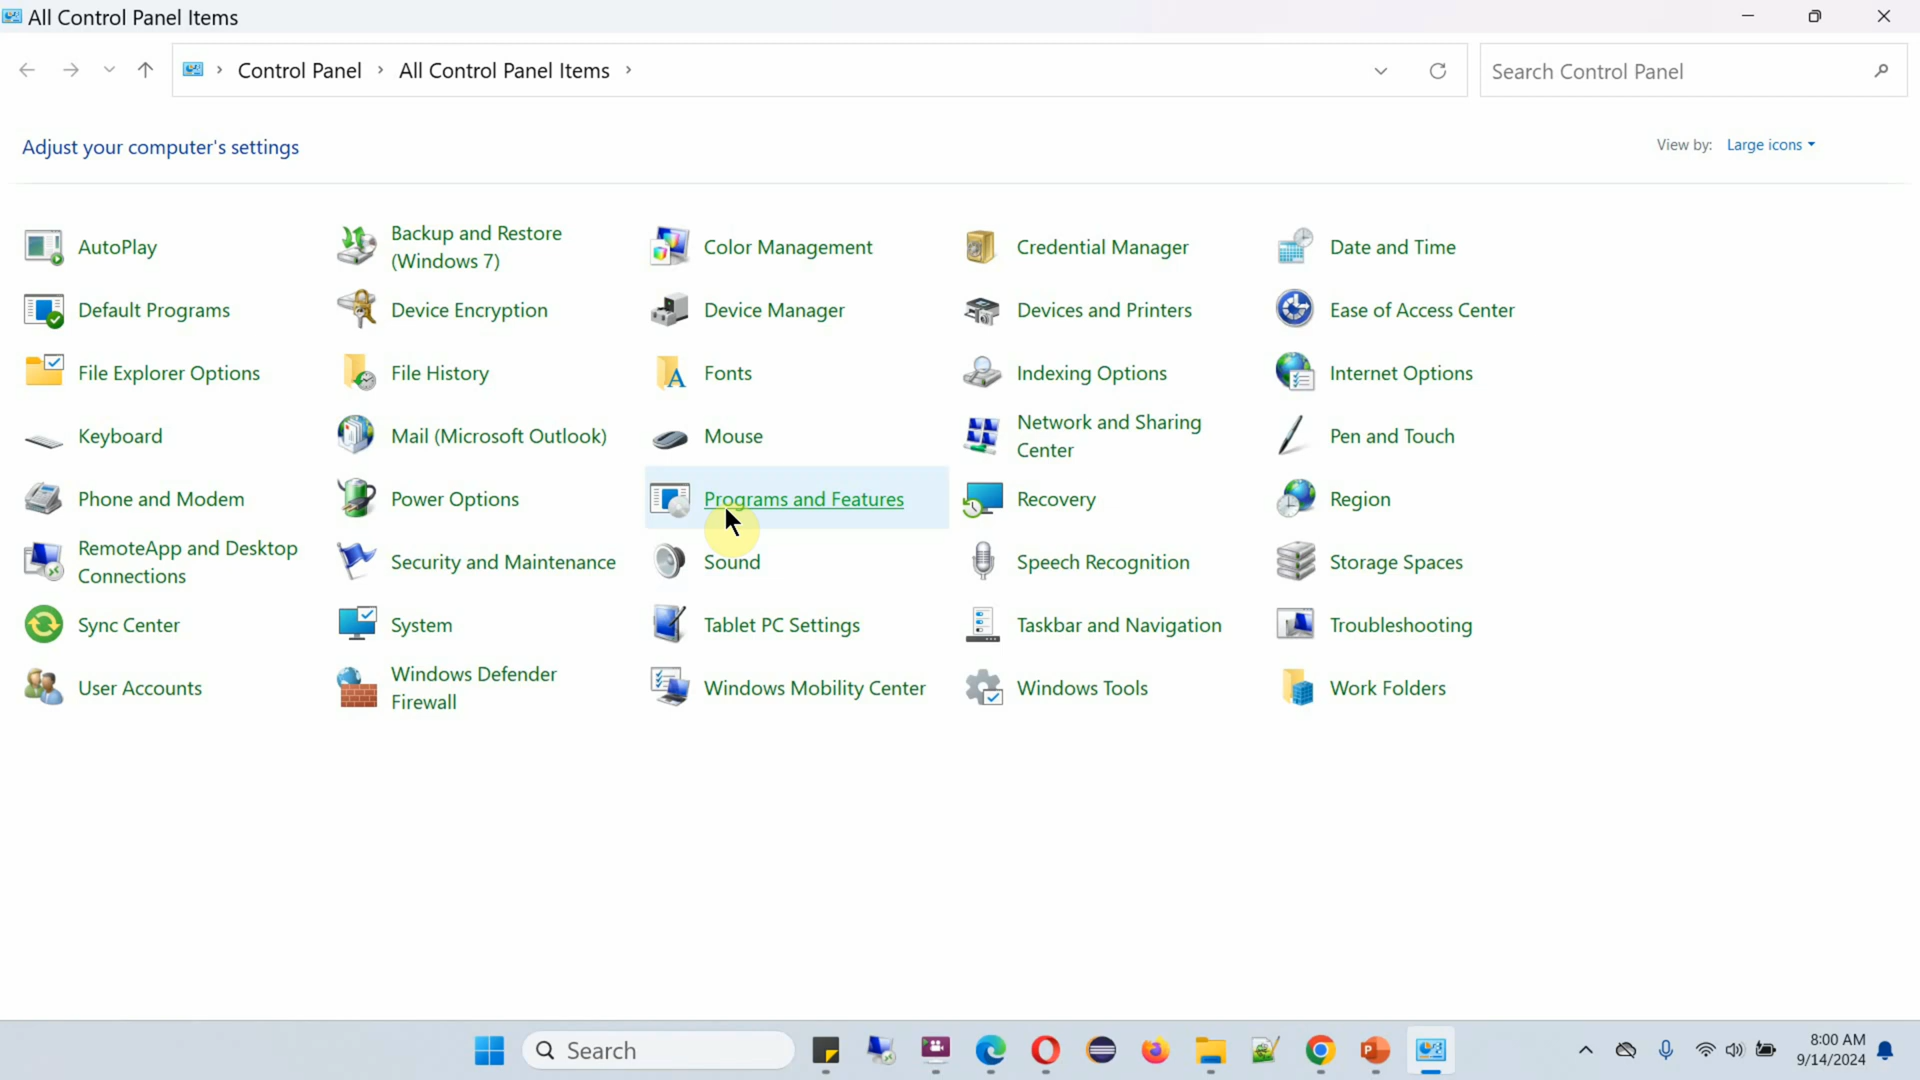 All Control Panel Items
Control Panel > All Control Panel Items >
Search Control Panel
Adjust your computer's settings
View by: Large icons
AutoPlay
Backup and Restore
(Windows 7)
Color Management
Credential Manager
Date and Time
Default Programs
Device Encryption
Device Manager
Devices and Printers
Ease of Access Center
File Explorer Options
File History
Fonts
Indexing Options
Internet Options
Keyboard
Mail (Microsoft Outlook)
Mouse
Network and Sharing
Center
Pen and Touch
Phone and Modem
Power Options
Programs and Features
Recovery
Region
RemoteApp and Desktop
Connections
Security and Maintenance
Sound
Speech Recognition
Storage Spaces
Sync Center
System
Tablet PC Settings
Taskbar and Navigation
Troubleshooting
User Accounts
Windows Defender
Firewall
Windows Mobility Center
Windows Tools
Work Folders
Search
8:00 AM
9/14/2024